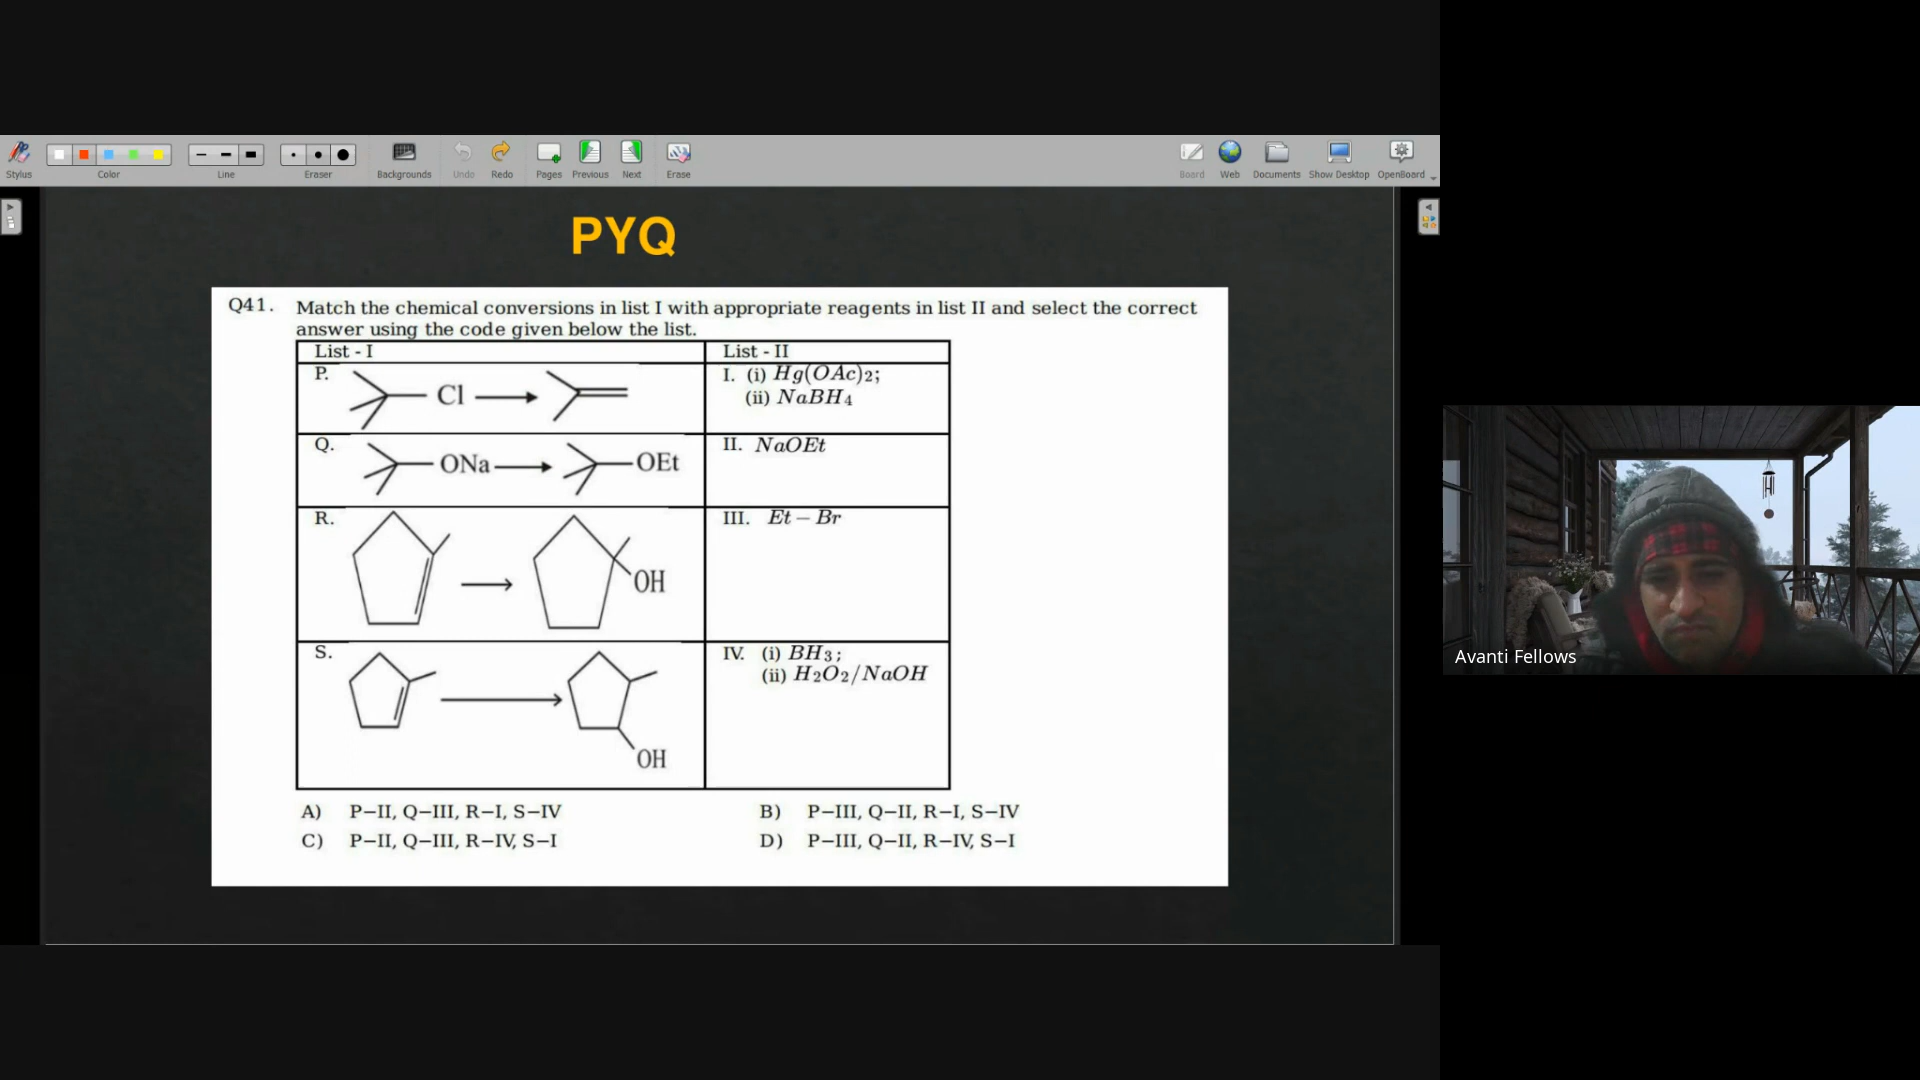 Stylus
Color
Line
Eraser
Backgrounds
Undo
Redo
Pages
Previous
Next
Erase
Board
Web
Documents
Show Desktop
OpenBoard
PYQ
Q41. Match the chemical conversions in list I with appropriate reagents in list II and select the correct
answer using the code given below the list.
List - I List - II
P. Cl I. (i) Hg(OAc)2;
(ii) NaBH4
Q. ONa OEt II. NaOEt
R. OH III. Et – Br
S. OH IV. (i) BH3;
(ii) H2O2/NaOH
A) P–II, Q–III, R–I, S–IV B) P–III, Q–II, R–I, S–IV
C) P–II, Q–III, R–IV, S–I D) P–III, Q–II, R–IV, S–I
Avanti Fellows